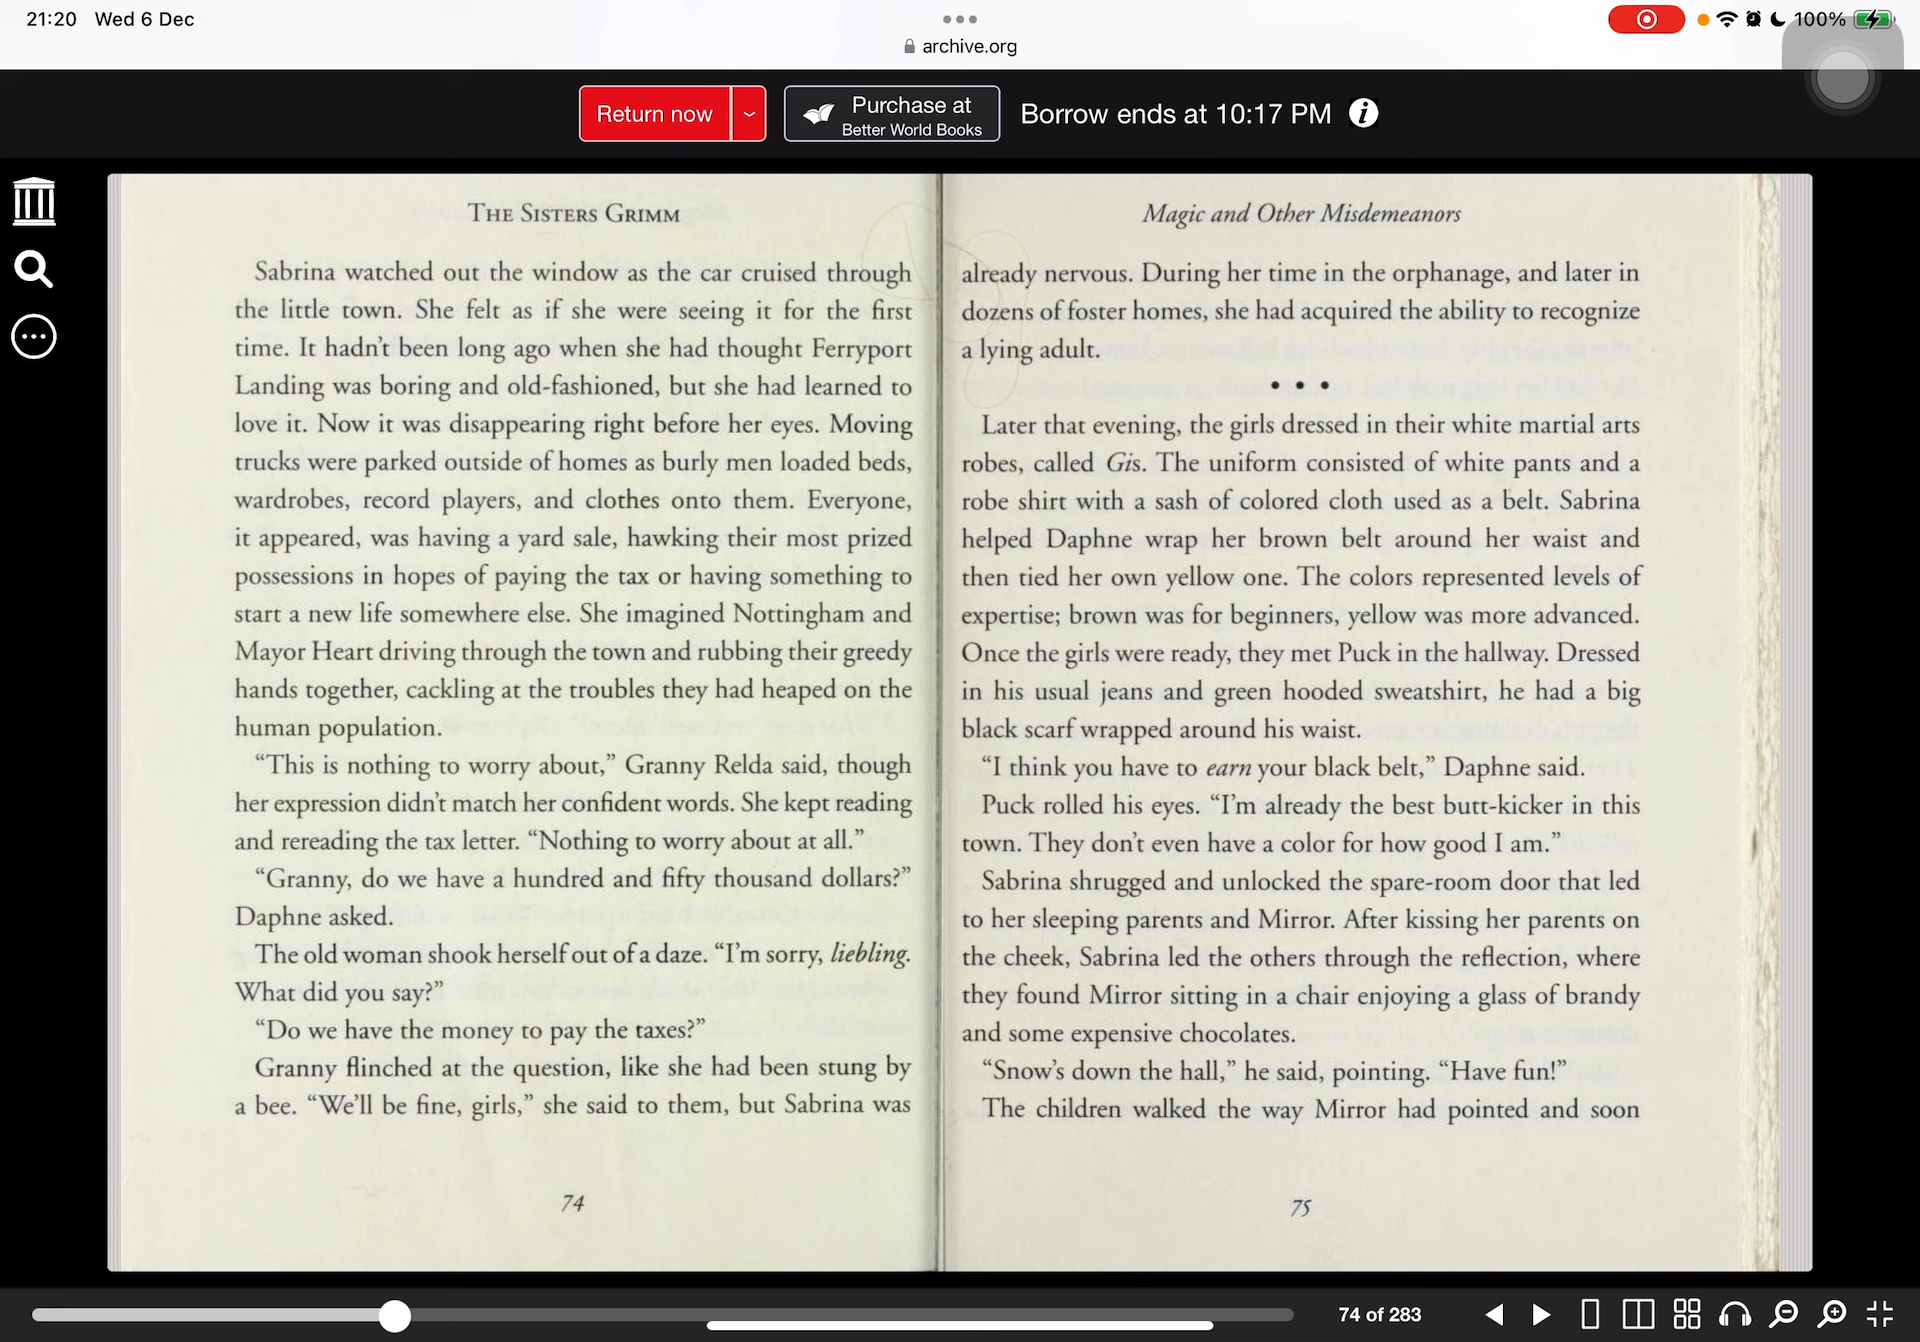 21:20 Wed 6 Dec
100%
archive.org
Return now
Purchase at
Better World Books
Borrow ends at 10:17 PM
THE SISTERS GRIMM
Sabrina watched out the window as the car cruised through
the little town. She felt as if she were seeing it for the first
time. It hadn’t been long ago when she had thought Ferryport
Landing was boring and old-fashioned, but she had learned to
love it. Now it was disappearing right before her eyes. Moving
trucks were parked outside of homes as burly men loaded beds,
wardrobes, record players, and clothes onto them. Everyone,
it appeared, was having a yard sale, hawking their most prized
possessions in hopes of paying the tax or having something to
start a new life somewhere else. She imagined Nottingham and
Mayor Heart driving through the town and rubbing their greedy
hands together, cackling at the troubles they had heaped on the
human population.
“This is nothing to worry about,” Granny Relda said, though
her expression didn’t match her confident words. She kept reading
and rereading the tax letter. “Nothing to worry about at all.”
“Granny, do we have a hundred and fifty thousand dollars?”
Daphne asked.
The old woman shook herself out of a daze. “I’m sorry, liebling.
What did you say?”
“Do we have the money to pay the taxes?”
Granny flinched at the question, like she had been stung by
a bee. “We’ll be fine, girls,” she said to them, but Sabrina was
74
Magic and Other Misdemeanors
already nervous. During her time in the orphanage, and later in
dozens of foster homes, she had acquired the ability to recognize
a lying adult.
• • •
Later that evening, the girls dressed in their white martial arts
robes, called Gis. The uniform consisted of white pants and a
robe shirt with a sash of colored cloth used as a belt. Sabrina
helped Daphne wrap her brown belt around her waist and
then tied her own yellow one. The colors represented levels of
expertise; brown was for beginners, yellow was more advanced.
Once the girls were ready, they met Puck in the hallway. Dressed
in his usual jeans and green hooded sweatshirt, he had a big
black scarf wrapped around his waist.
“I think you have to earn your black belt,” Daphne said.
Puck rolled his eyes. “I’m already the best butt-kicker in this
town. They don’t even have a color for how good I am.”
Sabrina shrugged and unlocked the spare-room door that led
to her sleeping parents and Mirror. After kissing her parents on
the cheek, Sabrina led the others through the reflection, where
they found Mirror sitting in a chair enjoying a glass of brandy
and some expensive chocolates.
“Snow’s down the hall,” he said, pointing. “Have fun!”
The children walked the way Mirror had pointed and soon
75
74 of 283